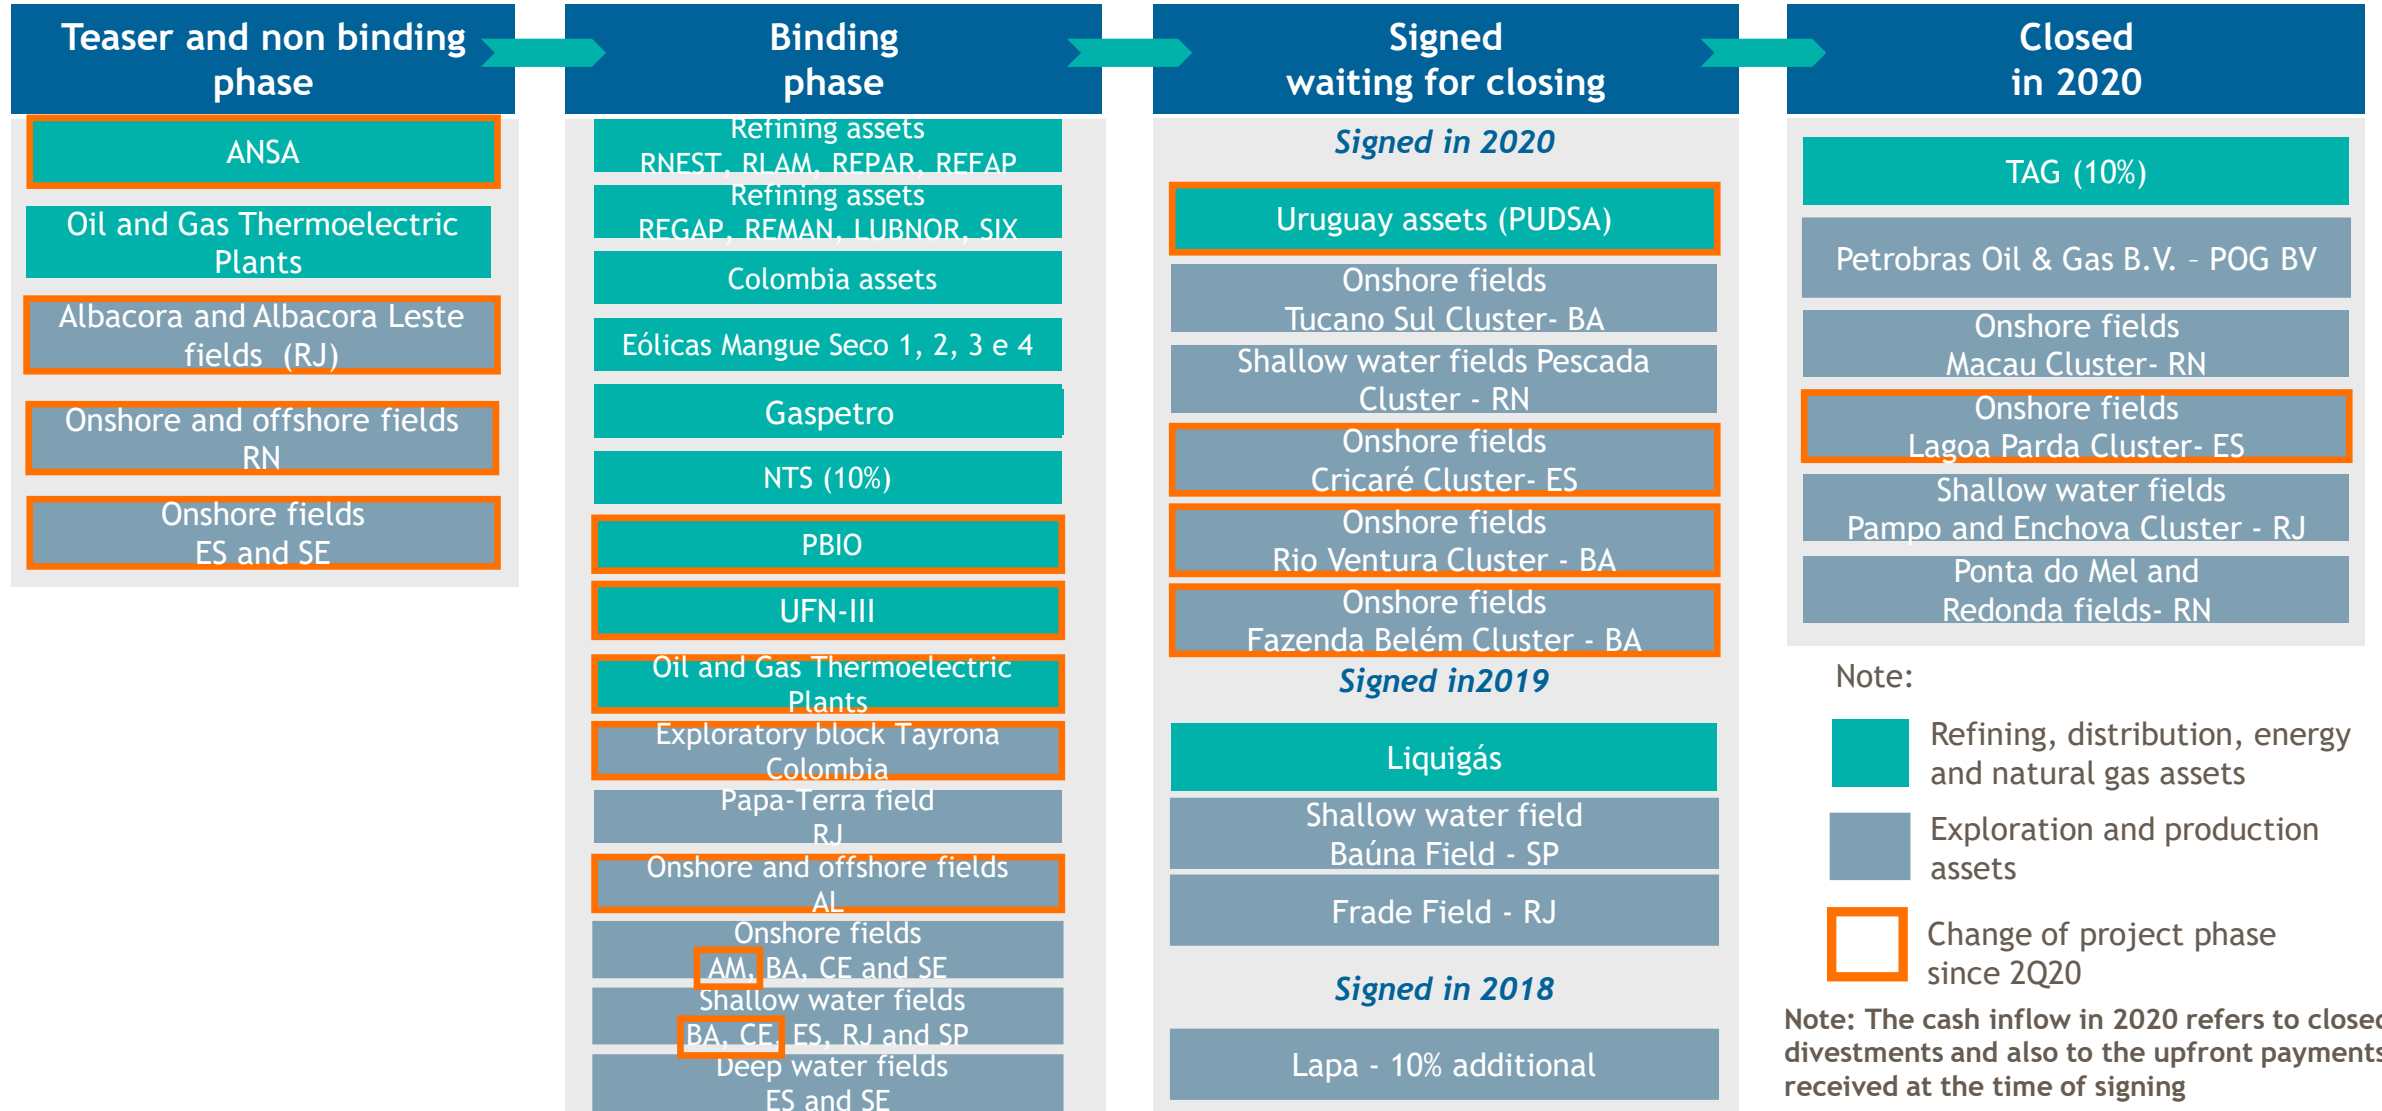 Teaser and non binding
phase
ANSA
Oil and Gas Thermoelectric
Plants
Albacora and Albacora Leste
fields (RJ)
Onshore and offshore fields
RN
Onshore fields
ES and SE
Binding
phase
Refining assets
RNEST, RLAM, REPAR, REFAP
Refining assets
REGAP, REMAN, LUBNOR, SIX
Colombia assets
Eólicas Mangue Seco 1, 2, 3 e 4
Gaspetro
NTS (10%)
PBIO
UFN-III
Oil and Gas Thermoelectric
Plants
Exploratory block Tayrona
Colombia
Papa-Terra field
RJ
Onshore and offshore fields
AL
Onshore fields
AM, BA, CE and SE
Shallow water fields
BA, CE, ES, RJ and SP
Deep water fields
ES and SE
Signed
waiting for closing
Signed in 2020
Uruguay assets (PUDSA)
Onshore fields
Tucano Sul Cluster- BA
Shallow water fields Pescada
Cluster - RN
Onshore fields
Cricaré Cluster- ES
Onshore fields
Rio Ventura Cluster - BA
Onshore fields
Fazenda Belém Cluster - BA
Signed in2019
Liquigás
Shallow water field
Baúna Field - SP
Frade Field - RJ
Signed in 2018
Lapa - 10% additional
Closed
in 2020
TAG (10%)
Petrobras Oil & Gas B.V. – POG BV
Onshore fields
Macau Cluster- RN
Onshore fields
Lagoa Parda Cluster- ES
Shallow water fields
Pampo and Enchova Cluster - RJ
Ponta do Mel and
Redonda fields- RN
Note:
Refining, distribution, energy
and natural gas assets
Exploration and production
assets
Change of project phase
since 2Q20
Note: The cash inflow in 2020 refers to closed
divestments and also to the upfront payments
received at the time of signing